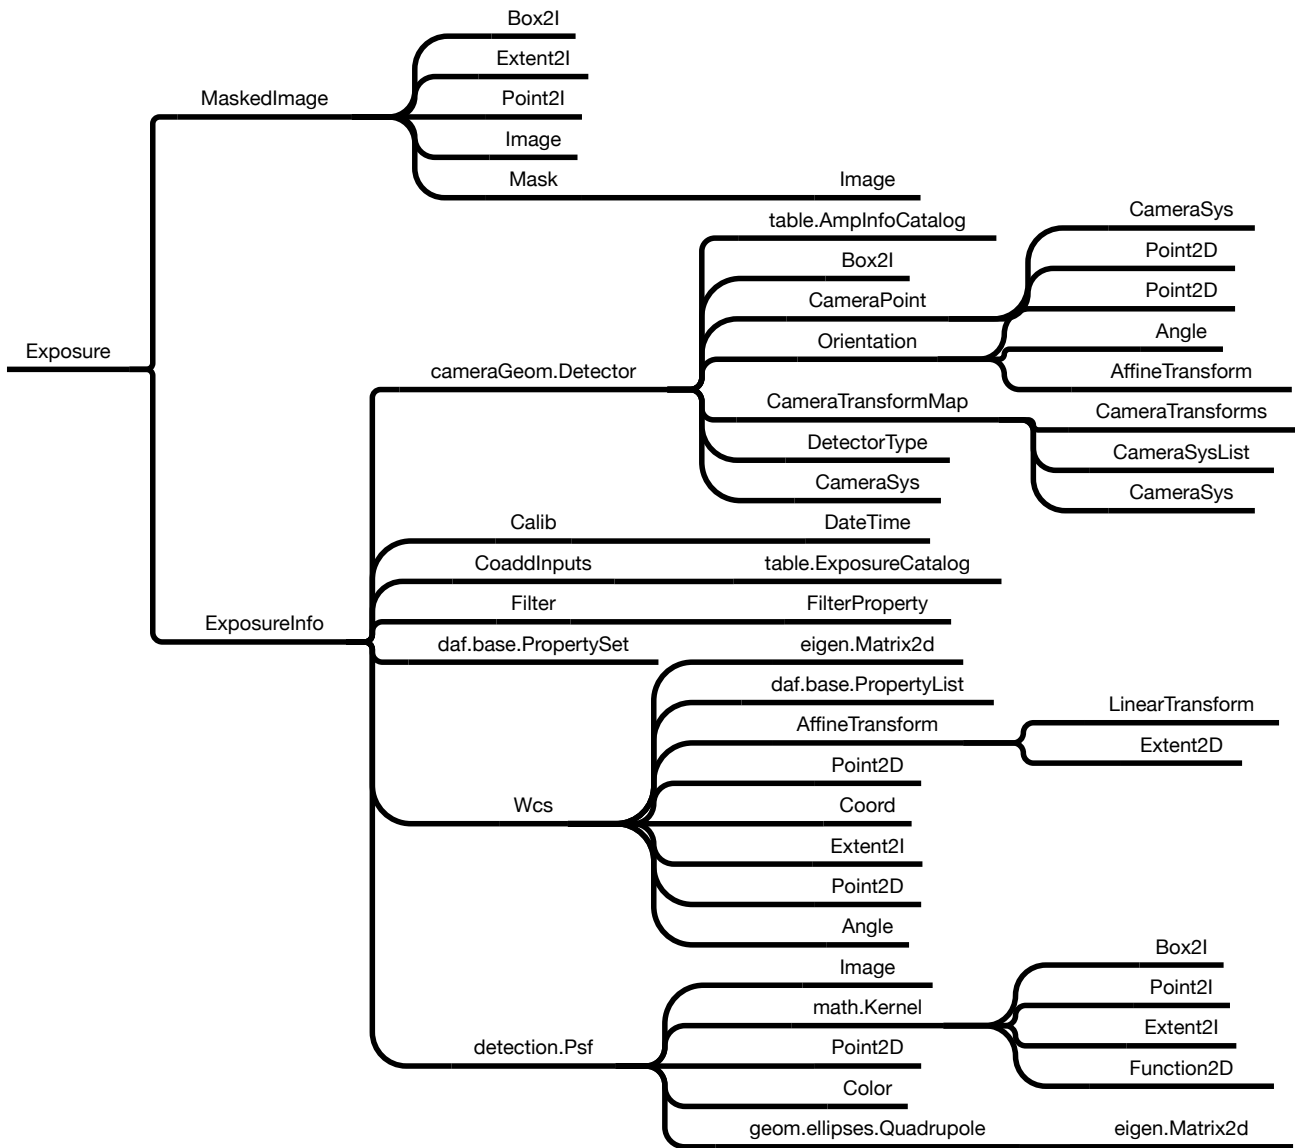 Box2I
Extent2I
MaskedImage
Point2I
Image
Mask
Image
table.AmpInfoCatalog
CameraSys
Box2I
Point2D
CameraPoint
Point2D
Exposure
Orientation
Angle
cameraGeom.Detector
AffineTransform
CameraTransformMap
CameraTransforms
DetectorType
CameraSysList
CameraSys
CameraSys
Calib
DateTime
CoaddInputs
table.ExposureCatalog
ExposureInfo
Filter
FilterProperty
daf.base.PropertySet
eigen.Matrix2d
daf.base.PropertyList
AffineTransform
LinearTransform
Extent2D
Point2D
Wcs
Coord
Extent2I
Point2D
Angle
Image
Box2I
math.Kernel
Point2I
detection.Psf
Point2D
Extent2I
Color
Function2D
geom.ellipses.Quadrupole
eigen.Matrix2d